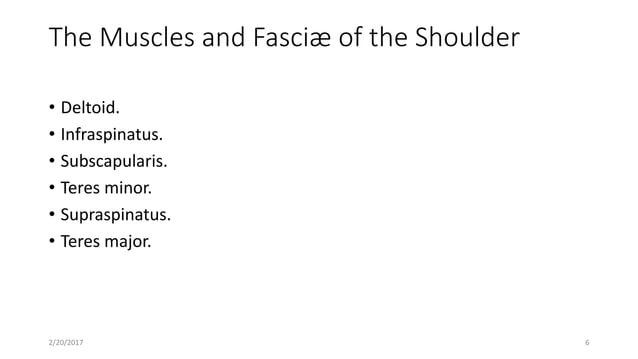 The Muscles and Fasciæ of the Shoulder
• Deltoid.
• Infraspinatus.
• Subscapularis.
• Teres minor.
• Supraspinatus.
• Teres major.
2/20/2017
6